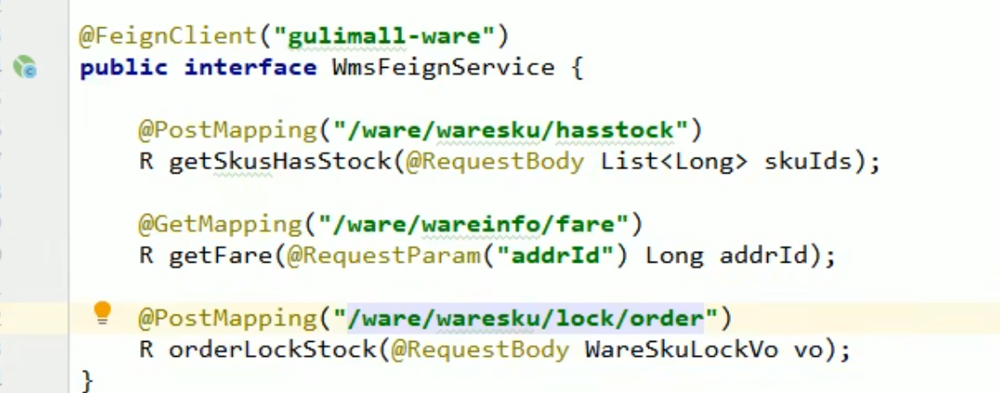 @FeignClient("gulimall-ware")
public interface WmsFeignService {
@PostMapping("/ware/waresku/hasstock")
R getSkusHasStock(@RequestBody List<Long> skuIds);
@GetMapping("/ware/wareinfo/fare")
R getFare(@RequestParam("addrId") Long addrId);
@PostMapping("/ware/waresku/lock/order")
R orderLockStock(@RequestBody WareSkuLockVo vo);
}